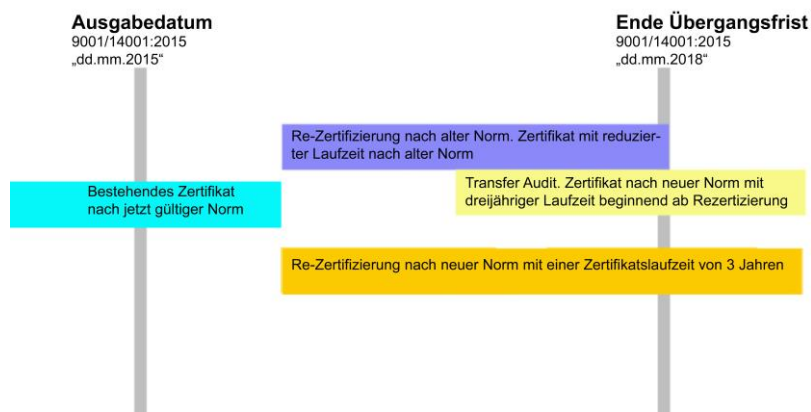 Ausgabedatum
9001/14001:2015
„dd.mm.2015“
Ende Übergangsfrist
9001/14001:2015
„dd.mm.2018“
Re-Zertifizierung nach alter Norm. Zertifikat mit reduzier-
ter Laufzeit nach alter Norm
Transfer Audit. Zertifikat nach neuer Norm mit
dreijähriger Laufzeit beginnend ab Rezertizierung
Bestehendes Zertifikat
nach jetzt gültiger Norm
Re-Zertifizierung nach neuer Norm mit einer Zertifikatslaufzeit von 3 Jahren